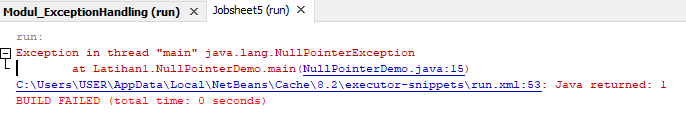 Modul_ExceptionHandling (run) × Jobsheet5 (run) ×
run:
Exception in thread "main" java.lang.NullPointerException
at Latihan1.NullPointerDemo.main(NullPointerDemo.java:15)
C:\Users\USER\AppData\Local\NetBeans\Cache\8.2\executor-snippets\run.xml:53: Java returned: 1
BUILD FAILED (total time: 0 seconds)